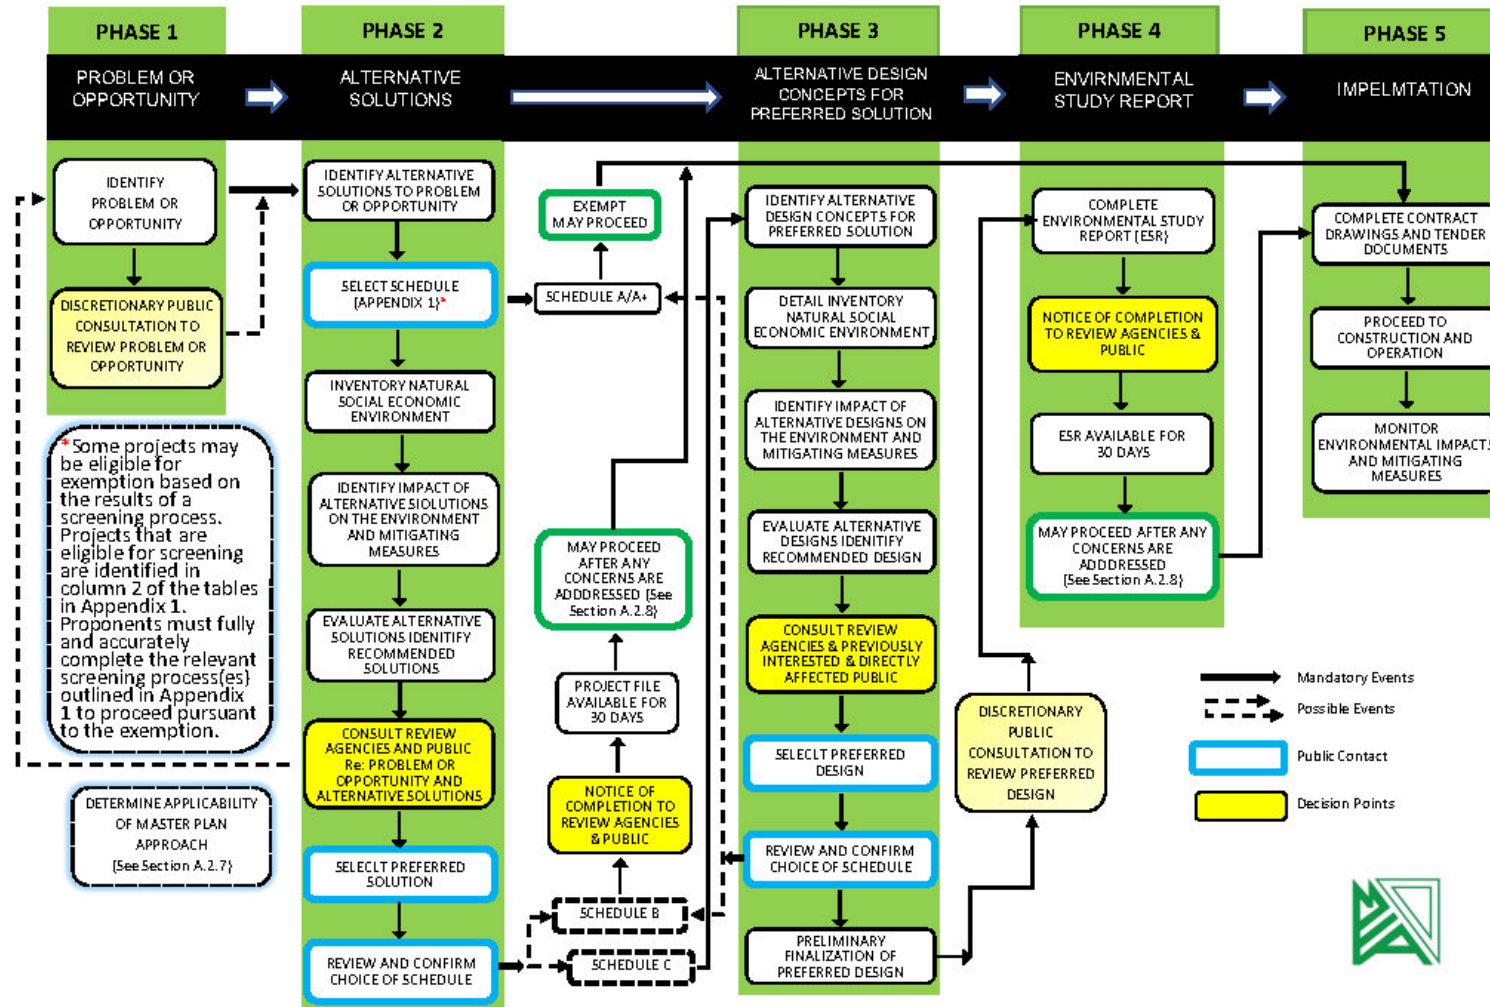 PHASE 1
PHASE 2
PHASE 3
PHASE 4
PHASE 5
PROBLEM OR
OPPORTUNITY
ALTERNATIVE
SOLUTIONS
ALTERNATIVE DESIGN
CONCEPTS FOR
PREFERRED SOLUTION
ENVIRNMENTAL
STUDY REPORT
IMPELMTATION
IDENTIFY
PROBLEM OR
OPPORTUNITY
DISCRETIONARY PUBLIC
CONSULTATION TO
REVIEW PROBLEM OR
OPPORTUNITY
*Some projects may
be eligible for
exemption based on
the results of a
screening process.
Projects that are
eligible for screening
are identified in
column 2 of the tables
in Appendix 1.
Proponents must fully
and accurately
complete the relevant
screening process(es}
outlined in Appendix
1 to proceed pursuant
to the exemption.
DETERMINE APPLICABILITY
OF MASTER PLAN
APPROACH
{See Section A.2.7}
IDENTIFY ALTERNATIVE
SOLUTIONS TO PROBLEM
OR OPPORTUNITY
SELECT SCHEDULE
{APPENDIX 1}*
INVENTORY NATURAL
SOCIAL ECONOMIC
ENVIRONMENT
IDENTIFY IMPACT OF
ALTERNATIVE SIOLUTIONS
ON THE ENVIRONMENT
AND MITIGATING
MEASURES
EVALUATE ALTERNATIVE
SOLUTIONS IDENTIFY
RECOMMENDED
SOLUTIONS
CONSULT REVIEW
AGENCIES AND PUBLIC
Re: PROBLEM OR
OPPORTUNITY AND
ALTERNATIVE SOLUTIONS
SELECLT PREFERRED
SOLUTION
REVIEW AND CONFIRM
CHOICE OF SCHEDULE
EXEMPT
MAY PROCEED
SCHEDULE A/A+
MAY PROCEED
AFTER ANY
CONCERNS ARE
ADDDRESSED {See
Section A.2.8}
PROJECT FILE
AVAILABLE FOR
30 DAYS
NOTICE OF
COMPLETION TO
REVIEW AGENCIES
& PUBLIC
SCHEDULE B
SCHEDULE C
IDENTIFY ALTERNATIVE
DESIGN CONCEPTS FOR
PREFERRED SOLUTION
DETAIL INVENTORY
NATURAL SOCIAL
ECONOMIC ENVIRONMENT
IDENTIFY IMPACT OF
ALTERNATIVE DESIGNS ON
THE ENVIRONMENT AND
MITIGATING MEASURES
EVALUATE ALTERNATIVE
DESIGNS IDENTIFY
RECOMMENDED DESIGN
CONSULT REVIEW
AGENCIES & PREVIOUSLY
INTERESTED & DIRECTLY
AFFECTED PUBLIC
SELECLT PREFERRED
DESIGN
REVIEW AND CONFIRM
CHOICE OF SCHEDULE
PRELIMINARY
FINALIZATION OF
PREFERRED DESIGN
DISCRETIONARY
PUBLIC
CONSULTATION TO
REVIEW PREFERRED
DESIGN
COMPLETE
ENVIRONMENTAL STUDY
REPORT {ESR}
NOTICE OF COMPLETION
TO REVIEW AGENCIES &
PUBLIC
ESR AVAILABLE FOR
30 DAYS
MAY PROCEED AFTER ANY
CONCERNS ARE
ADDDRESSED
{See Section A.2.8}
COMPLETE CONTRACT
DRAWINGS AND TENDER
DOCUMENTS
PROCEED TO
CONSTRUCTION AND
OPERATION
MONITOR
ENVIRONMENTAL IMPACTS
AND MITIGATING
MEASURES
Mandatory Events
Possible Events
Public Contact
Decision Points
MEA